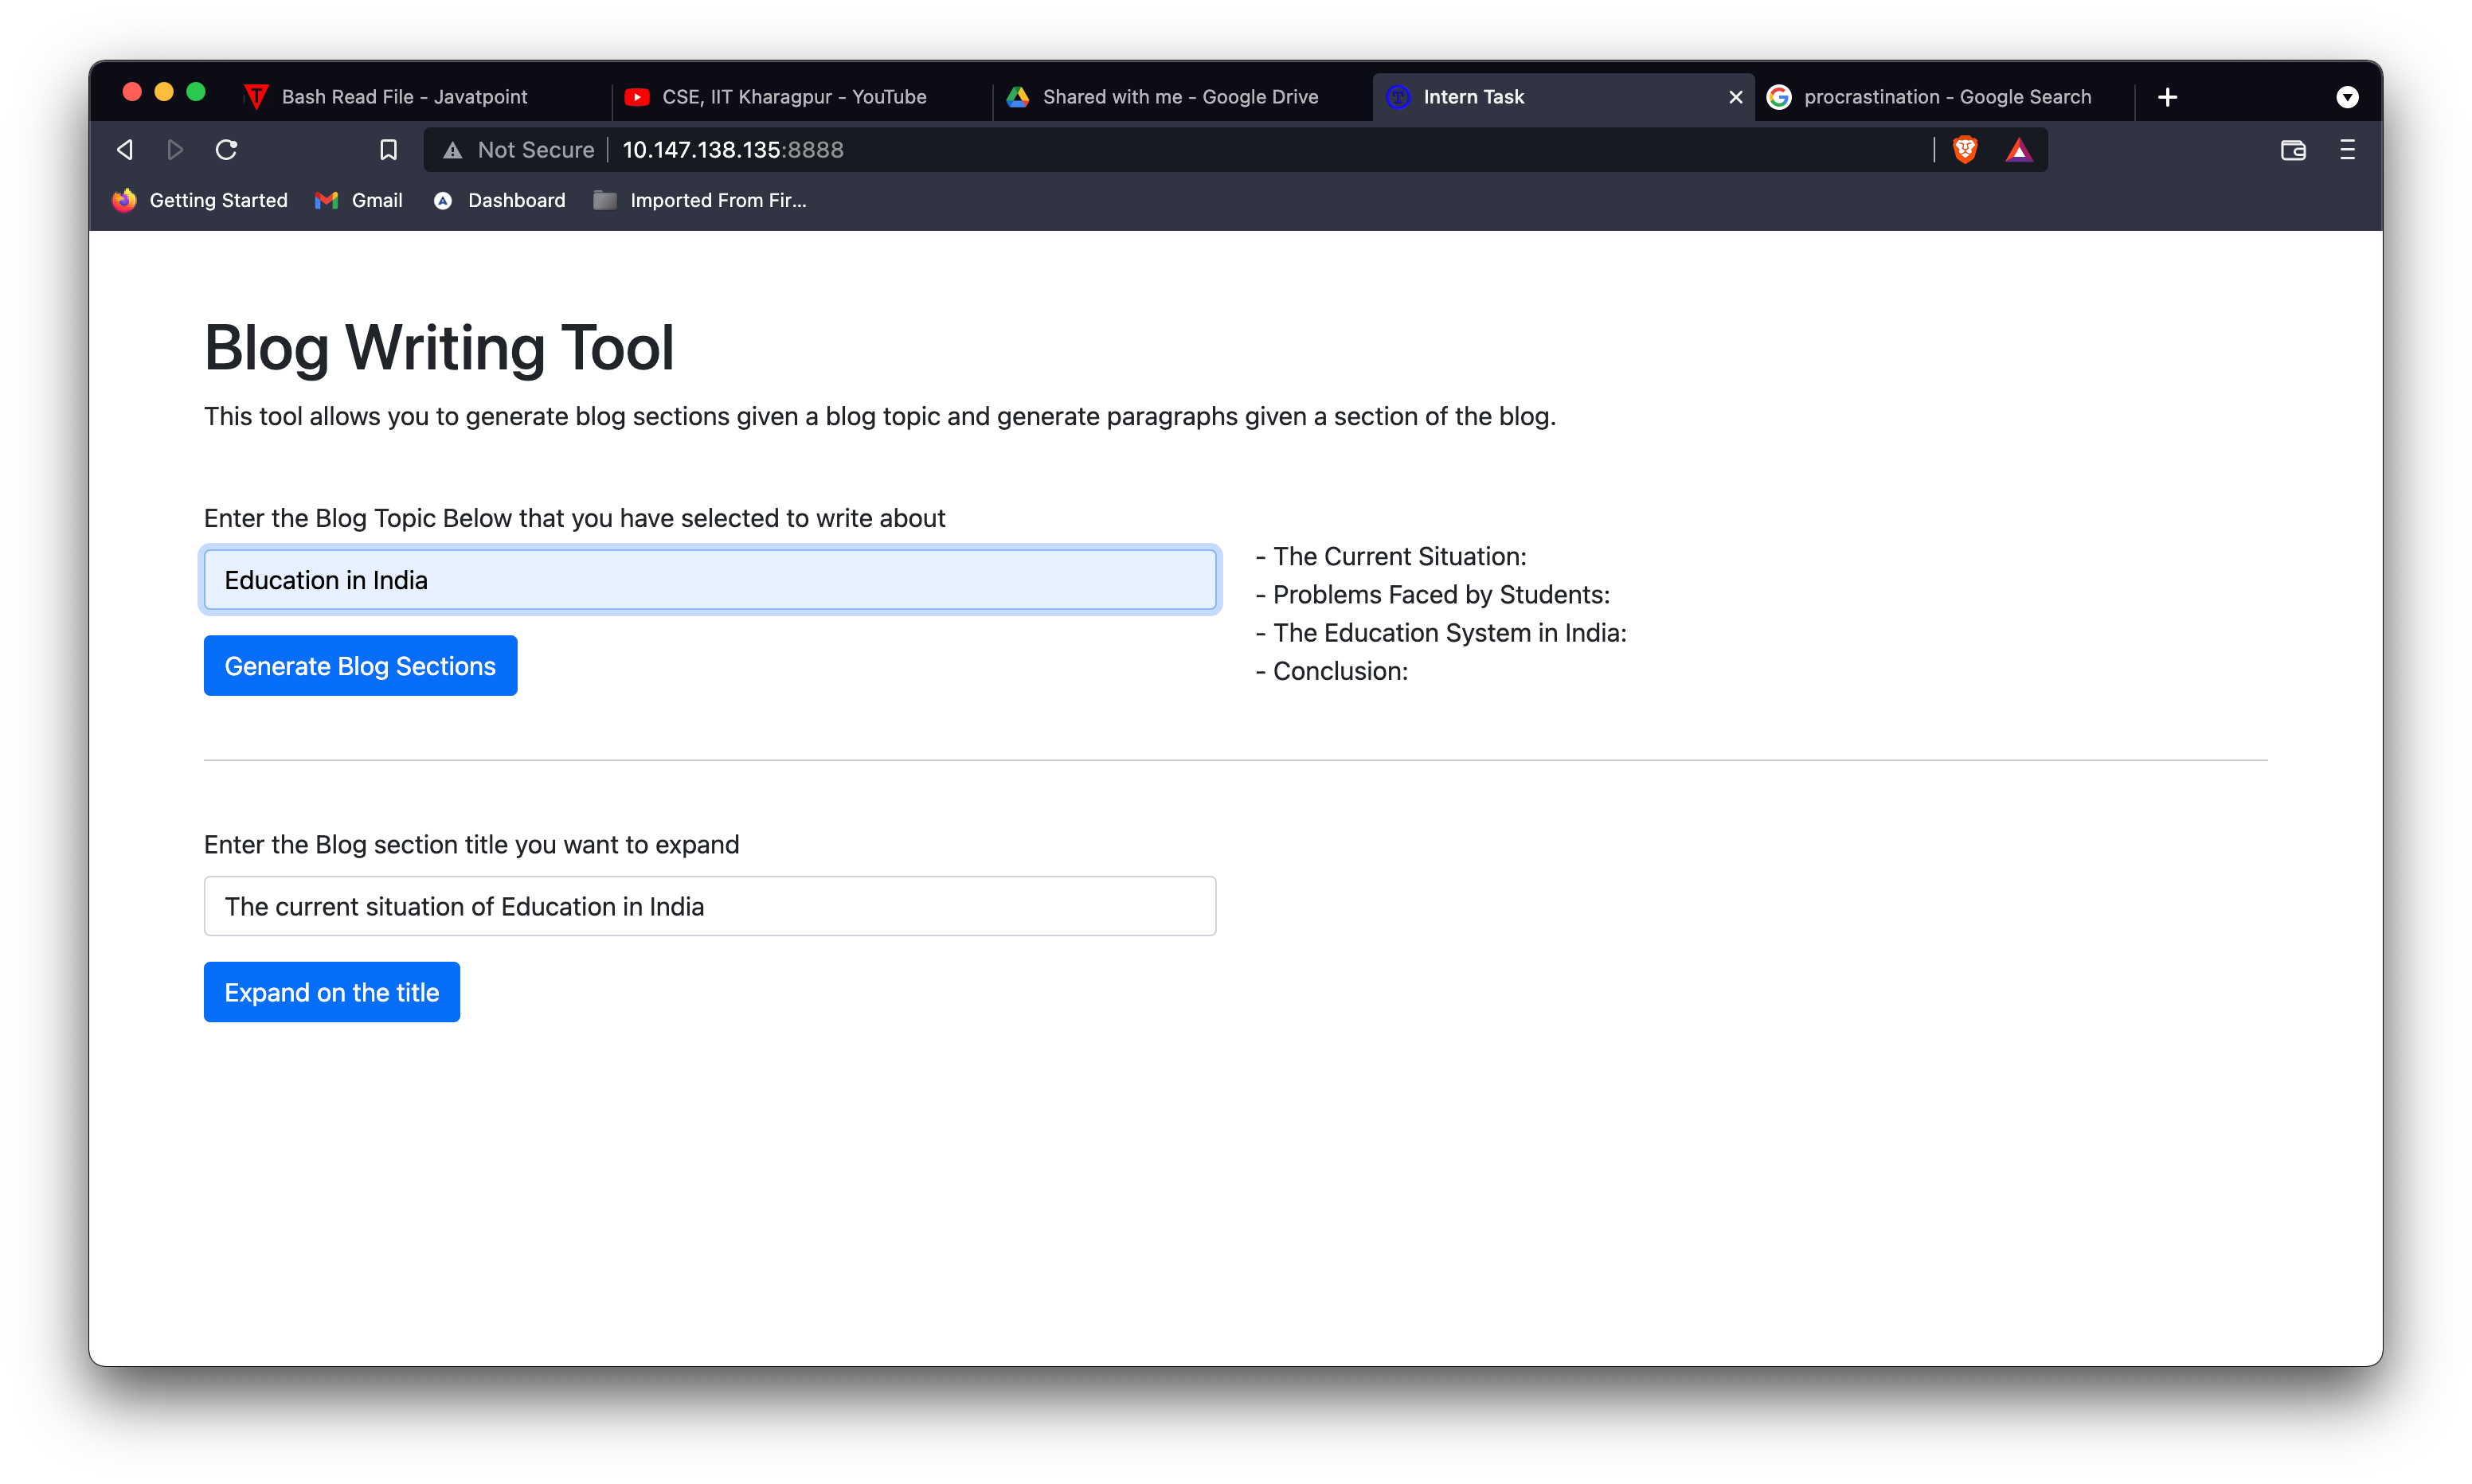 Bash Read File - Javatpoint
CSE, IIT Kharagpur - YouTube
Shared with me - Google Drive
Intern Task
procrastination - Google Search
Not Secure
10.147.138.135:8888
Getting Started
Gmail
Dashboard
Imported From Fir...
Blog Writing Tool
This tool allows you to generate blog sections given a blog topic and generate paragraphs given a section of the blog.
Enter the Blog Topic Below that you have selected to write about
Education in India
Generate Blog Sections
- The Current Situation:
- Problems Faced by Students:
- The Education System in India:
- Conclusion:
Enter the Blog section title you want to expand
The current situation of Education in India
Expand on the title